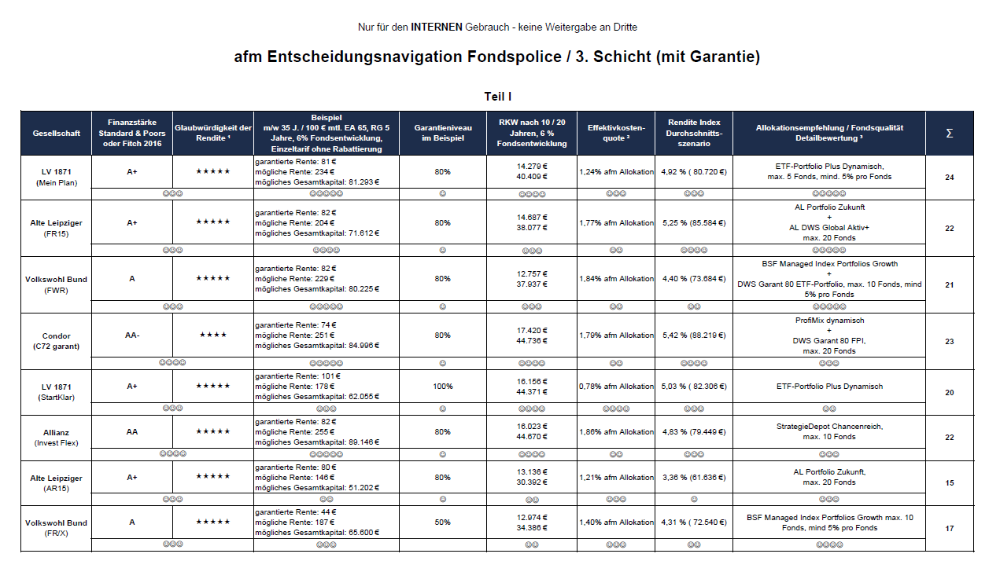 Nur für den INTERNEN Gebrauch - keine Weitergabe an Dritte
afm Entscheidungsnavigation Fondspolice / 3. Schicht (mit Garantie)
Teil I
Gesellschaft
Finanzstärke
Standard & Poors
oder Fitch 2016
Glaubwürdigkeit der
Rendite ¹
Beispiel
m/w 35 J. / 100 € mtl. EA 65, RG 5
Jahre, 6% Fondsentwicklung,
Einzeltarif ohne Rabattierung
Garantieniveau
im Beispiel
RKW nach 10 / 20
Jahren, 6 %
Fondsentwicklung
Effektivkosten-
quote ²
Rendite Index
Durchschnitts-
szenario
Allokationsempfehlung / Fondsqualität
Detailbewertung ³
Σ
LV 1871
(Mein Plan)
A+
★★★★★
garantierte Rente: 81 €
mögliche Rente: 234 €
mögliches Gesamtkapital: 81.293 €
80%
14.279 €
40.409 €
1,24% afm Allokation
4,92 % ( 80.720 €)
ETF-Portfolio Plus Dynamisch,
max. 5 Fonds, mind. 5% pro Fonds
24
☺☺☺
☺☺☺☺☺
☺
☺☺☺☺
☺☺☺
☺☺☺
☺☺☺☺☺
Alte Leipziger
(FR15)
A+
★★★★★
garantierte Rente: 82 €
mögliche Rente: 204 €
mögliches Gesamtkapital: 71.612 €
80%
14.687 €
38.077 €
1,77% afm Allokation
5,25 % (85.584 €)
AL Portfolio Zukunft
+
AL DWS Global Aktiv+
max. 20 Fonds
22
☺☺☺
☺☺☺☺
☺
☺☺☺
☺☺
☺☺☺☺
☺☺☺☺☺
Volkswohl Bund
(FWR)
A
★★★★★
garantierte Rente: 82 €
mögliche Rente: 229 €
mögliches Gesamtkapital: 80.225 €
80%
12.757 €
37.937 €
1,84% afm Allokation
4,40 % (73.684 €)
BSF Managed Index Portfolios Growth
+
DWS Garant 80 ETF-Portfolio, max. 10 Fonds, mind
5% pro Fonds
21
☺☺☺
☺☺☺☺☺
☺
☺☺☺
☺☺
☺☺
☺☺☺☺☺
Condor
(C72 garant)
AA-
★★★★
garantierte Rente: 74 €
mögliche Rente: 251 €
mögliches Gesamtkapital: 84.996 €
80%
17.420 €
44.736 €
1,79% afm Allokation
5,42 % (88.219 €)
ProfiMix dynamisch
+
DWS Garant 80 FPI,
max. 20 Fonds
23
☺☺☺☺
☺☺☺☺☺
☺
☺☺☺☺
☺☺
☺☺☺☺
☺☺☺
LV 1871
(StartKlar)
A+
★★★★★
garantierte Rente: 101 €
mögliche Rente: 178 €
mögliches Gesamtkapital: 62.055 €
100%
16.156 €
44.371 €
0,78% afm Allokation
5,03 % ( 82.306 €)
ETF-Portfolio Plus Dynamisch
20
☺☺☺
☺☺☺
☺
☺☺☺☺
☺☺☺☺
☺☺☺
☺☺
Allianz
(Invest Flex)
AA
★★★★★
garantierte Rente: 82 €
mögliche Rente: 255 €
mögliches Gesamtkapital: 89.146 €
80%
16.023 €
44.670 €
1,86% afm Allokation
4,83 % (79.449 €)
StrategieDepot Chancenreich,
max. 10 Fonds
22
☺☺☺☺
☺☺☺☺☺
☺
☺☺☺☺
☺☺
☺☺☺
☺☺☺
Alte Leipziger
(AR15)
A+
★★★★★
garantierte Rente: 80 €
mögliche Rente: 146 €
mögliches Gesamtkapital: 51.202 €
80%
13.136 €
30.392 €
1,21% afm Allokation
3,36 % (61.636 €)
AL Portfolio Zukunft,
max. 20 Fonds
15
☺☺☺
☺☺
☺
☺☺
☺☺☺
☺
☺☺☺
Volkswohl Bund
(FR/X)
A
★★★★★
garantierte Rente: 44 €
mögliche Rente: 187 €
mögliches Gesamtkapital: 65.600 €
50%
12.974 €
34.386 €
1,40% afm Allokation
4,31 % ( 72.540 €)
BSF Managed Index Portfolios Growth max. 10
Fonds, mind 5% pro Fonds
17
☺☺☺
☺☺☺
☺☺
☺☺☺
☺☺
☺☺☺☺